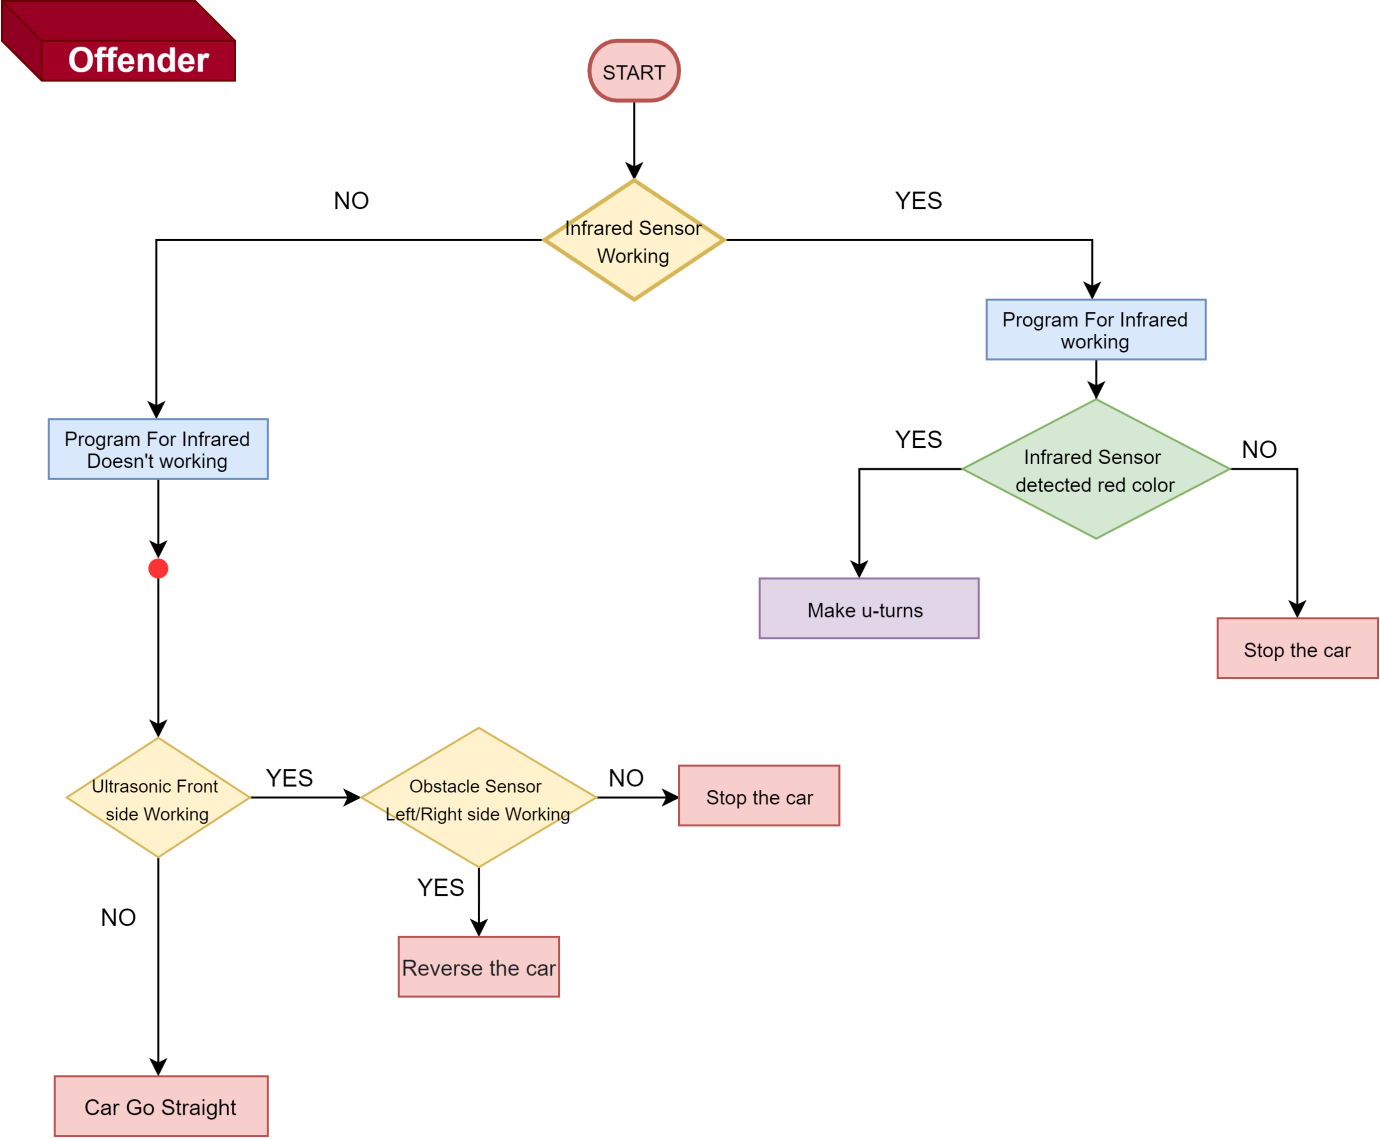 Offender
START
NO
YES
Infrared Sensor
Working
Program For Infrared
working
Program For Infrared
Doesn't working
YES
NO
Infrared Sensor
detected red color
Make u-turns
Stop the car
Ultrasonic Front
side Working
YES
Obstacle Sensor
Left/Right side Working
NO
Stop the car
YES
NO
Reverse the car
Car Go Straight